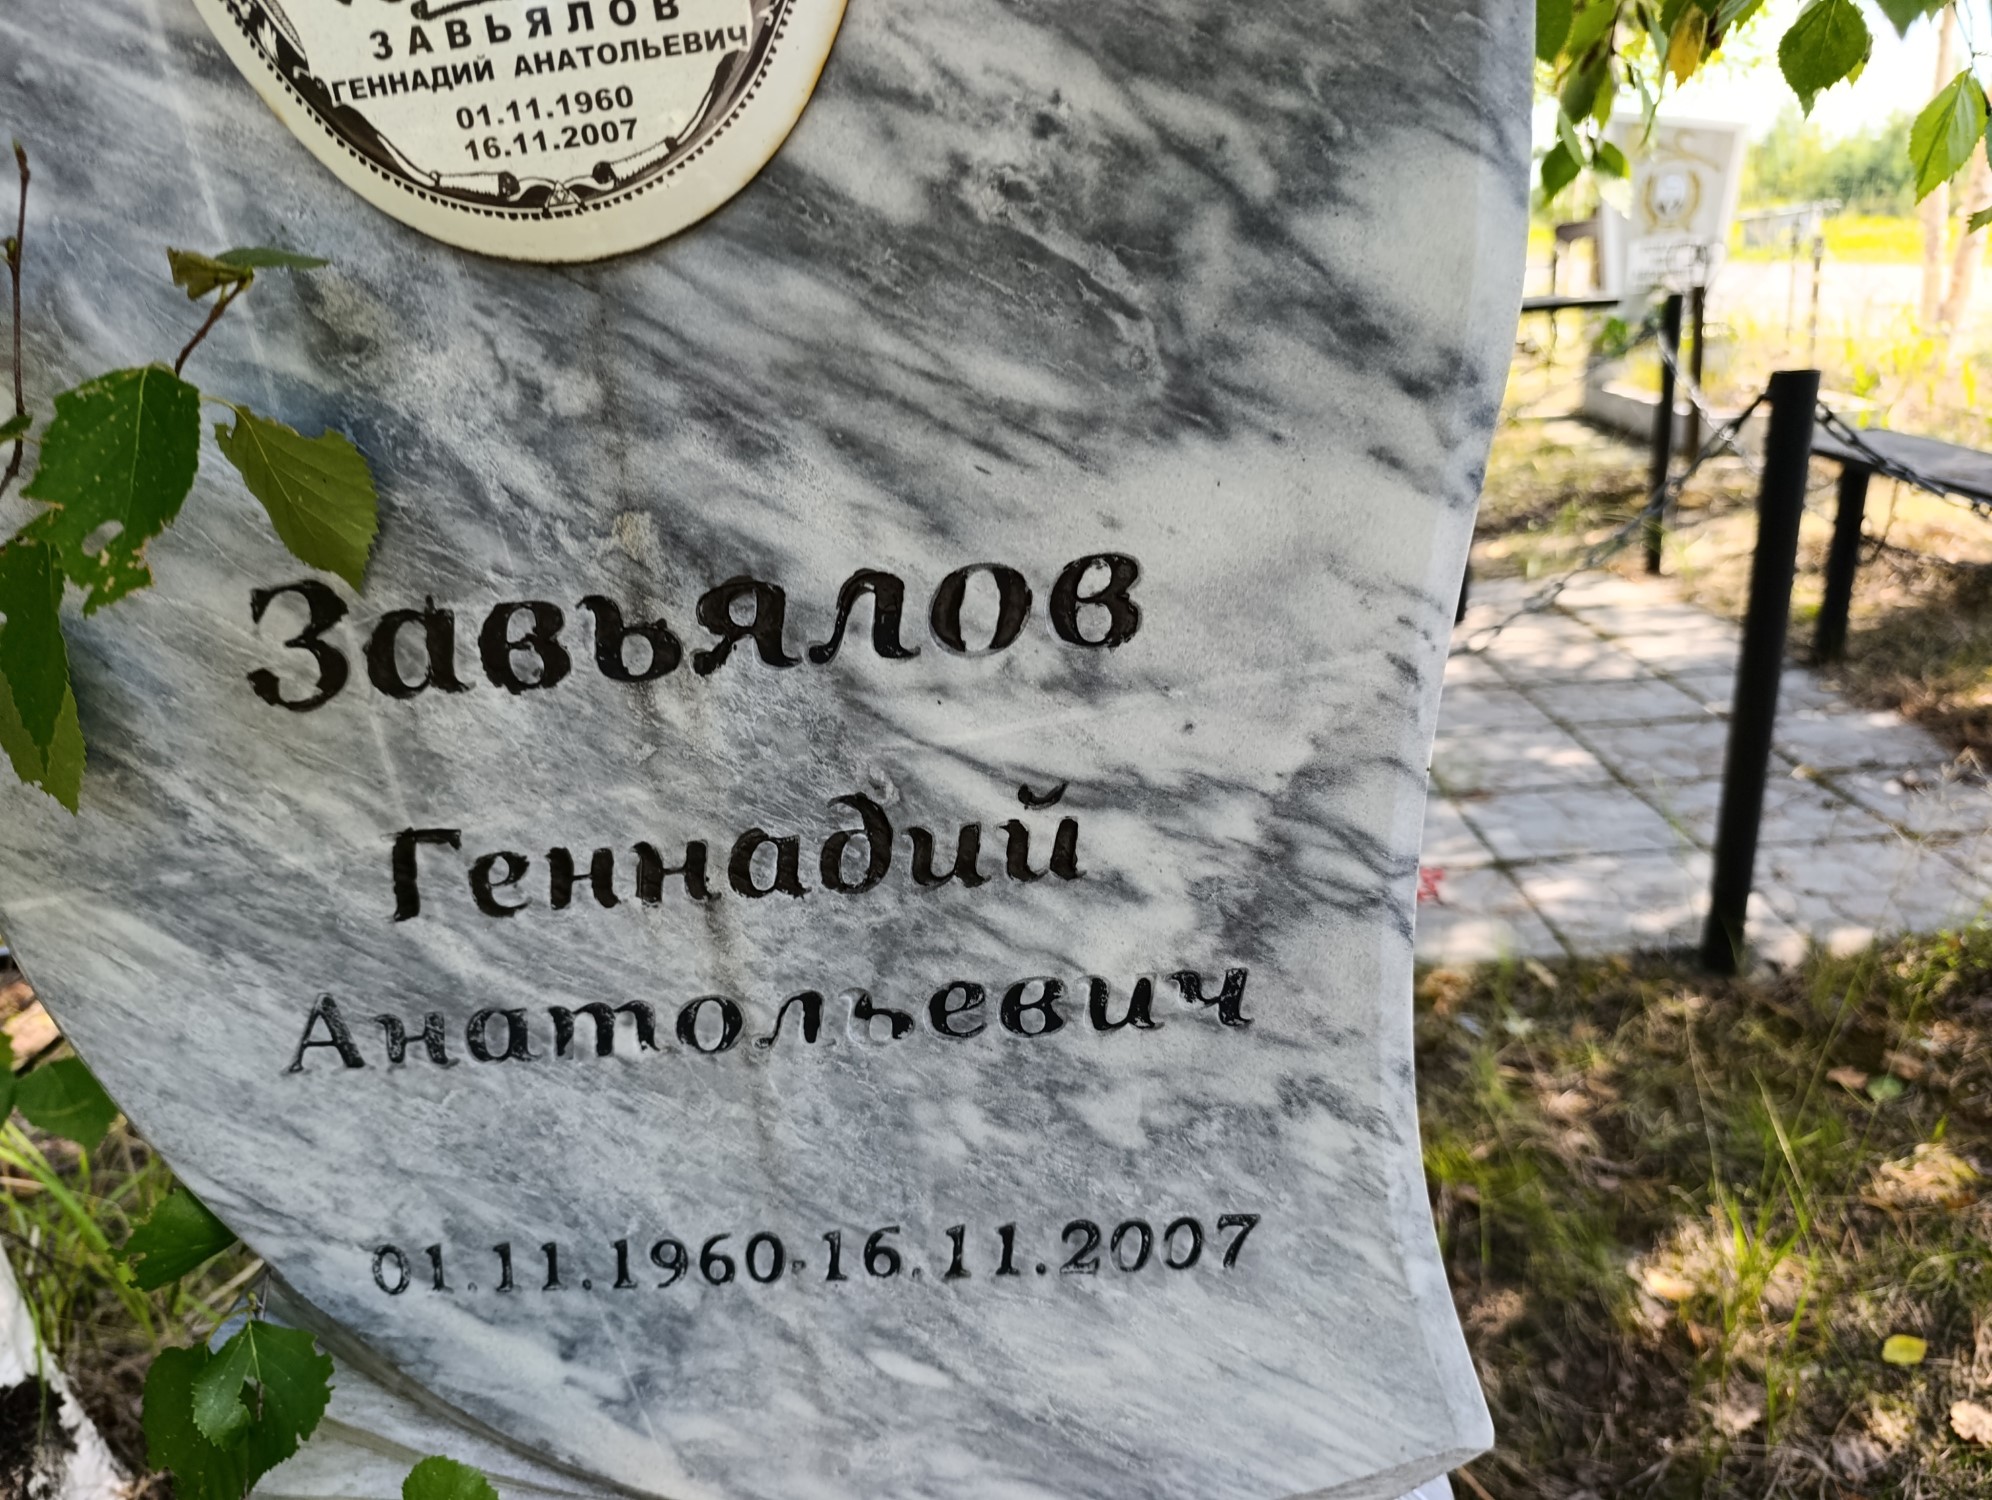 ЗАВЬЯЛОВ
ГЕННАДИЙ АНАТОЛЬЕВИЧ
01.11.1960
16.11.2007
Завьялов
Геннадий
Анатольевич
01.11.1960-16.11.2007